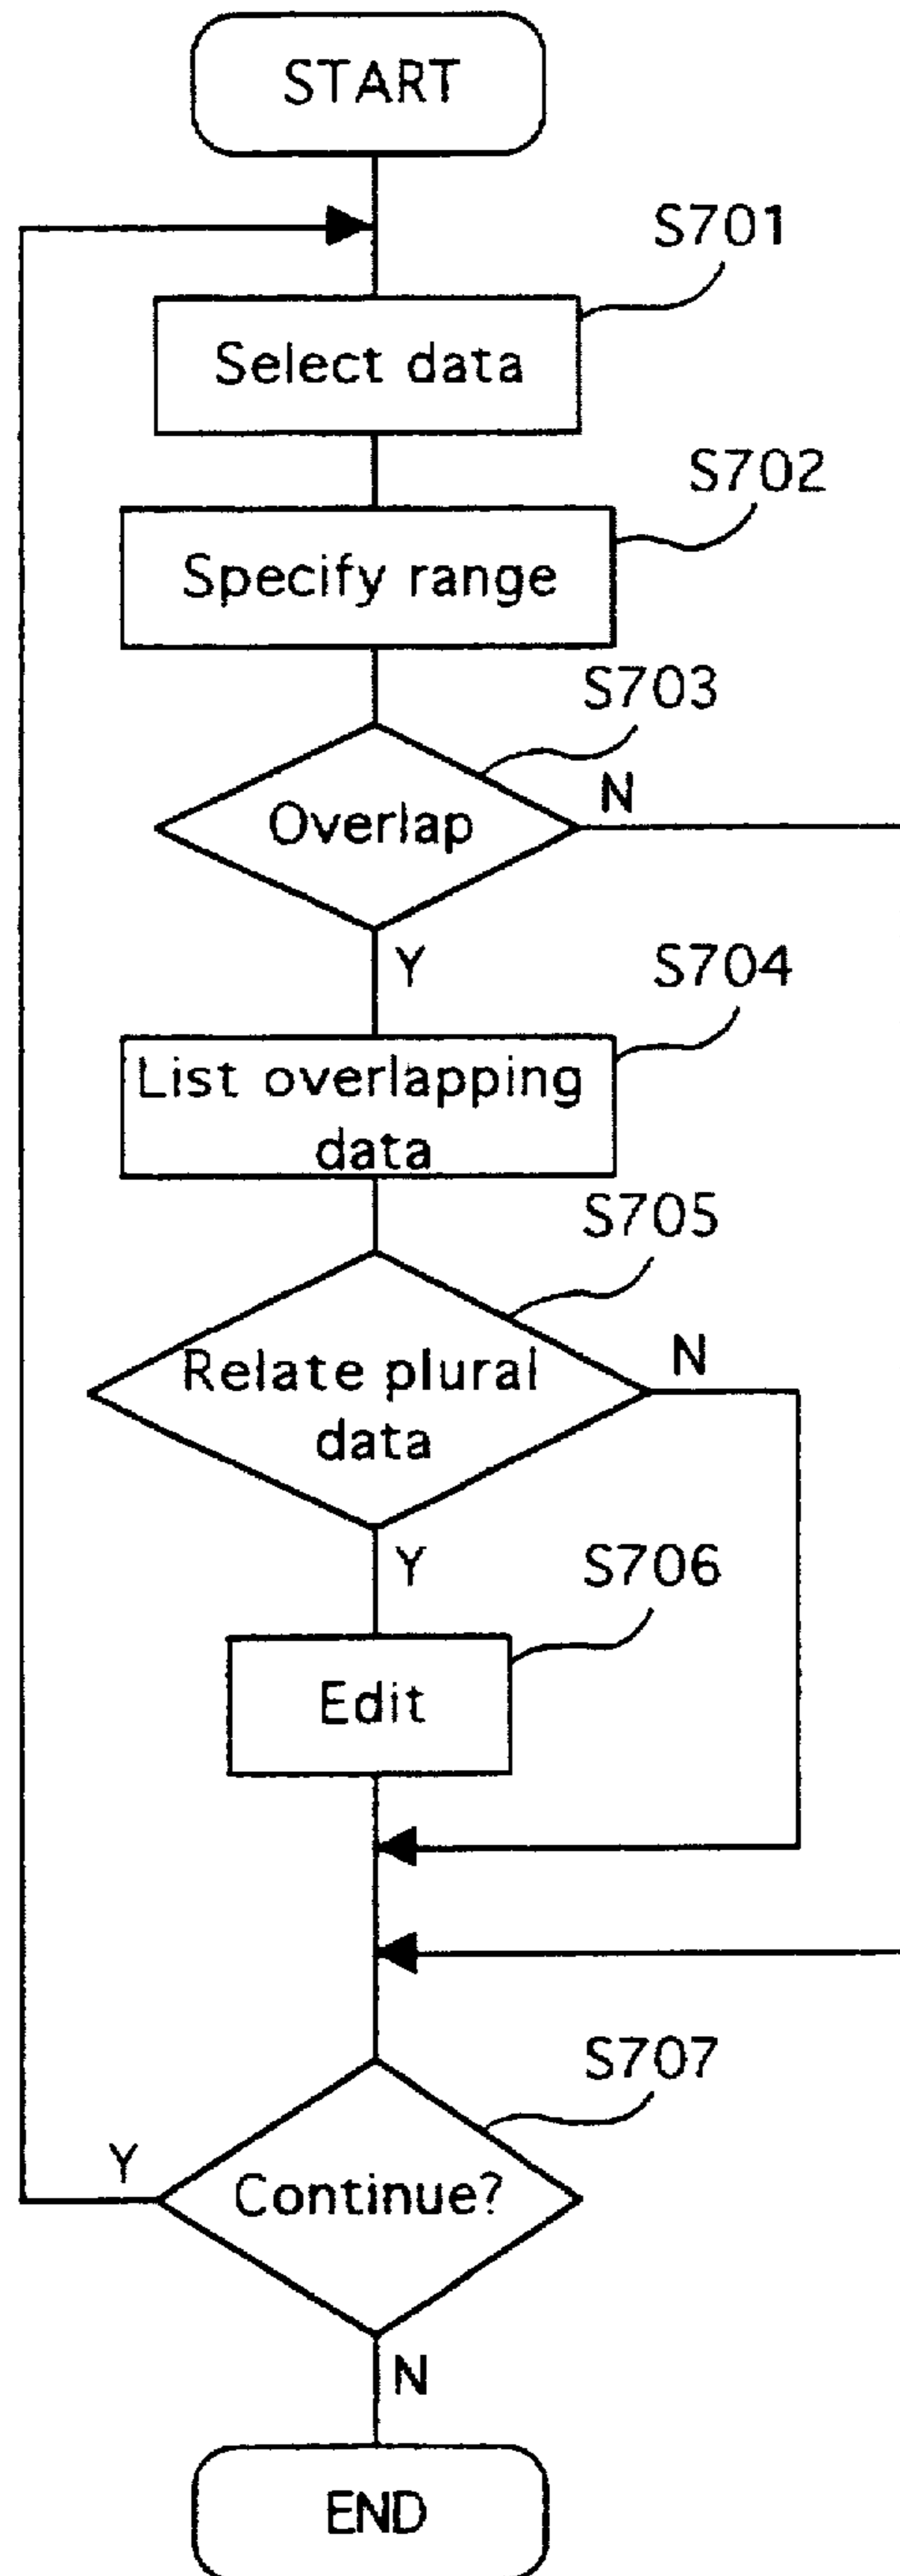 START
S701
Select data
S702
Specify range
S703
N
Overlap
Y
S704
List overlapping
data
S705
N
Relate plural
data
Y
S706
Edit
S707
Y
Continue?
N
END